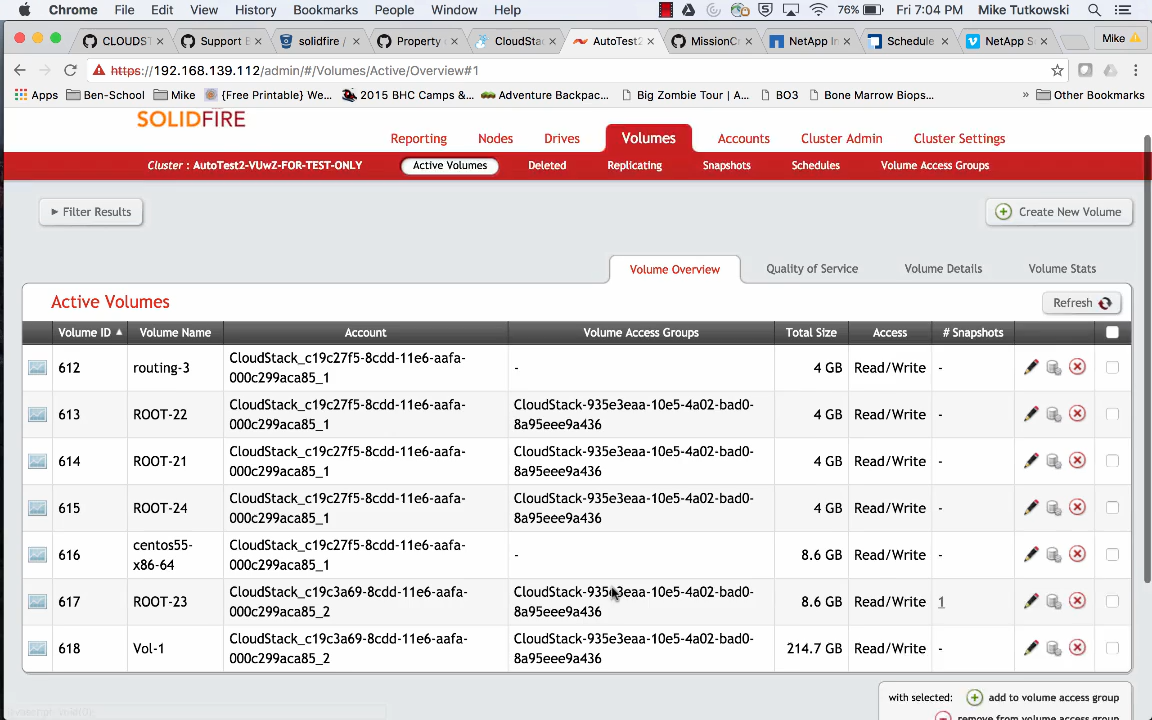 Chrome File Edit View History Bookmarks People Window Help 76% Fri 7:04 PM Mike Tutkowski
CLOUDST Support B solidfire / Property CloudStac AutoTest2 MissionC NetApp In Schedule NetApp S Mike
https://192.168.139.112/admin/#/Volumes/Active/Overview#1
Apps Ben-School Mike {Free Printable} We... 2015 BHC Camps &... Adventure Backpac... Big Zombie Tour | A... BO3 Bone Marrow Biops... » Other Bookmarks
SOLIDFIRE
Reporting Nodes Drives Volumes Accounts Cluster Admin Cluster Settings
Cluster : AutoTest2-VUwZ-FOR-TEST-ONLY Active Volumes Deleted Replicating Snapshots Schedules Volume Access Groups
Filter Results Create New Volume
Volume Overview Quality of Service Volume Details Volume Stats
Active Volumes Refresh
Volume ID Volume Name Account Volume Access Groups Total Size Access # Snapshots
612 routing-3 CloudStack_c19c27f5-8cdd-11e6-aafa-000c299aca85_1 - 4 GB Read/Write -
613 ROOT-22 CloudStack_c19c27f5-8cdd-11e6-aafa-000c299aca85_1 CloudStack-935e3eaa-10e5-4a02-bad0-8a95eee9a436 4 GB Read/Write -
614 ROOT-21 CloudStack_c19c27f5-8cdd-11e6-aafa-000c299aca85_1 CloudStack-935e3eaa-10e5-4a02-bad0-8a95eee9a436 4 GB Read/Write -
615 ROOT-24 CloudStack_c19c27f5-8cdd-11e6-aafa-000c299aca85_1 CloudStack-935e3eaa-10e5-4a02-bad0-8a95eee9a436 4 GB Read/Write -
616 centos55-x86-64 CloudStack_c19c27f5-8cdd-11e6-aafa-000c299aca85_1 - 8.6 GB Read/Write -
617 ROOT-23 CloudStack_c19c3a69-8cdd-11e6-aafa-000c299aca85_2 CloudStack-935e3eaa-10e5-4a02-bad0-8a95eee9a436 8.6 GB Read/Write 1
618 Vol-1 CloudStack_c19c3a69-8cdd-11e6-aafa-000c299aca85_2 CloudStack-935e3eaa-10e5-4a02-bad0-8a95eee9a436 214.7 GB Read/Write -
with selected: add to volume access group
remove from volume access group